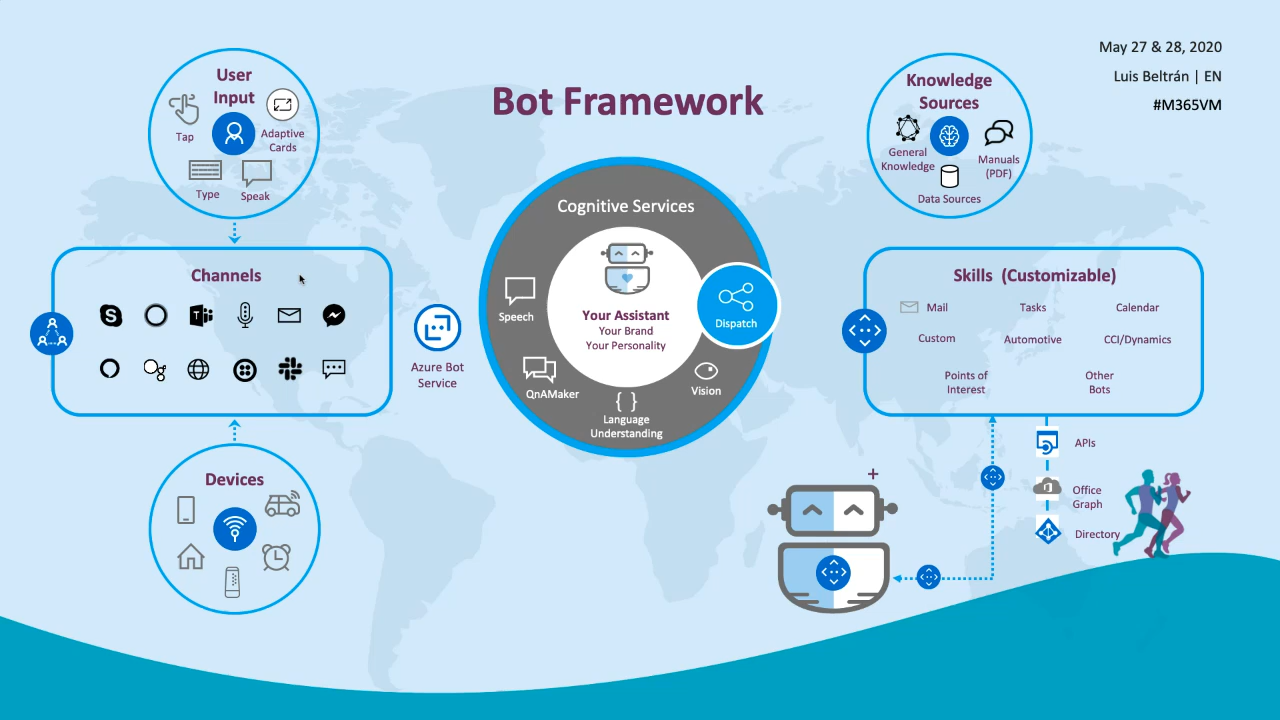 May 27 & 28, 2020
Luis Beltrán | EN
#M365VM
Bot Framework
User
Input
Tap
Adaptive
Cards
Type
Speak
Channels
Azure Bot
Service
Devices
Cognitive Services
Your Assistant
Your Brand
Your Personality
Speech
Dispatch
QnAMaker
Vision
{ }
Language
Understanding
Knowledge
Sources
General
Knowledge
Manuals
(PDF)
Data Sources
Skills (Customizable)
Mail
Tasks
Calendar
Custom
Automotive
CCI/Dynamics
Points of
Interest
Other
Bots
APIs
Office
Graph
Directory